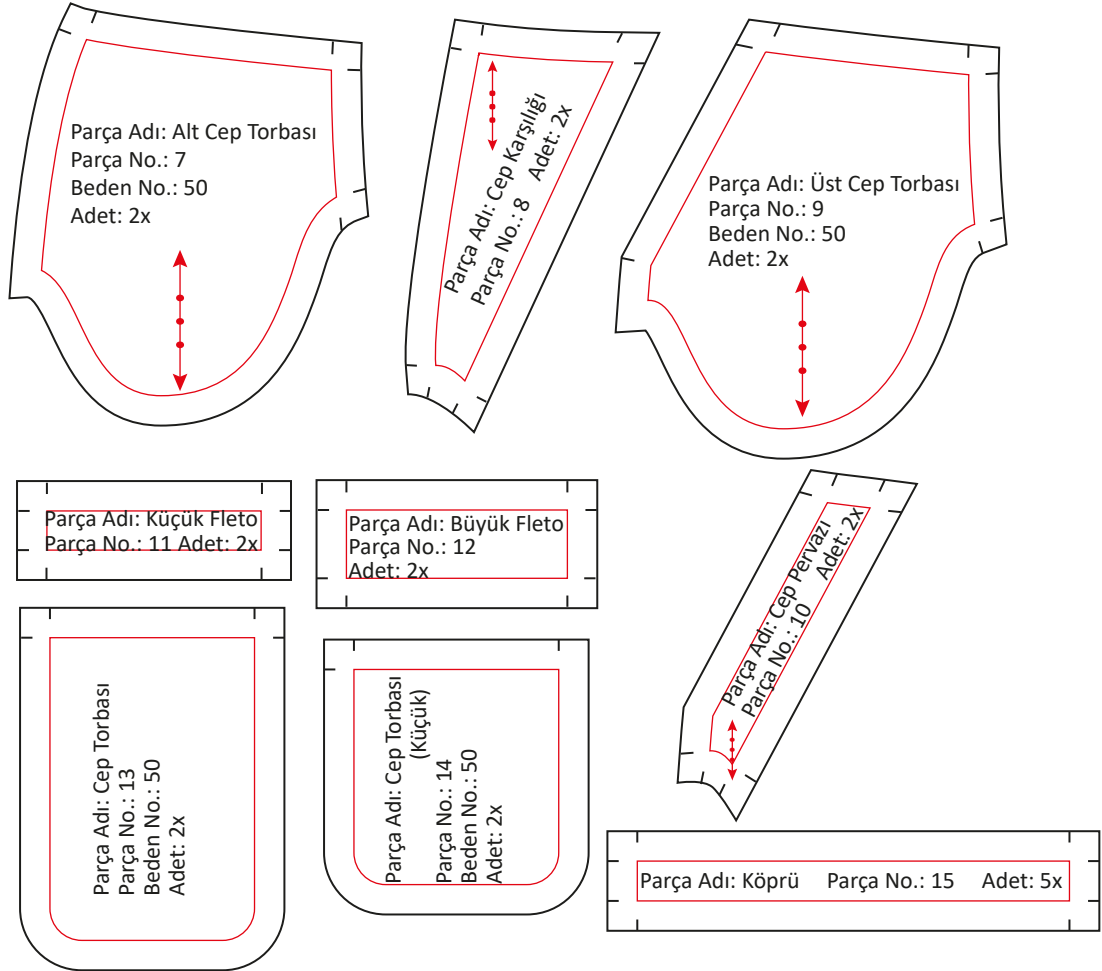 Parça Adı: Alt Cep Torbası
Parça No.: 7
Beden No.: 50
Adet: 2x
Parça Adı: Cep Karşılığı
Parça No.: 8 Adet: 2x
Parça Adı: Üst Cep Torbası
Parça No.: 9
Beden No.: 50
Adet: 2x
Parça Adı: Küçük Fleto
Parça No.: 11 Adet: 2x
Parça Adı: Büyük Fleto
Parça No.: 12
Adet: 2x
Parça Adı: Cep Pervazı
Parça No.: 10 Adet: 2x
Parça Adı: Cep Torbası
Parça No.: 13
Beden No.: 50
Adet: 2x
Parça Adı: Cep Torbası
(Küçük)
Parça No.: 14
Beden No.: 50
Adet: 2x
Parça Adı: Köprü Parça No.: 15 Adet: 5x